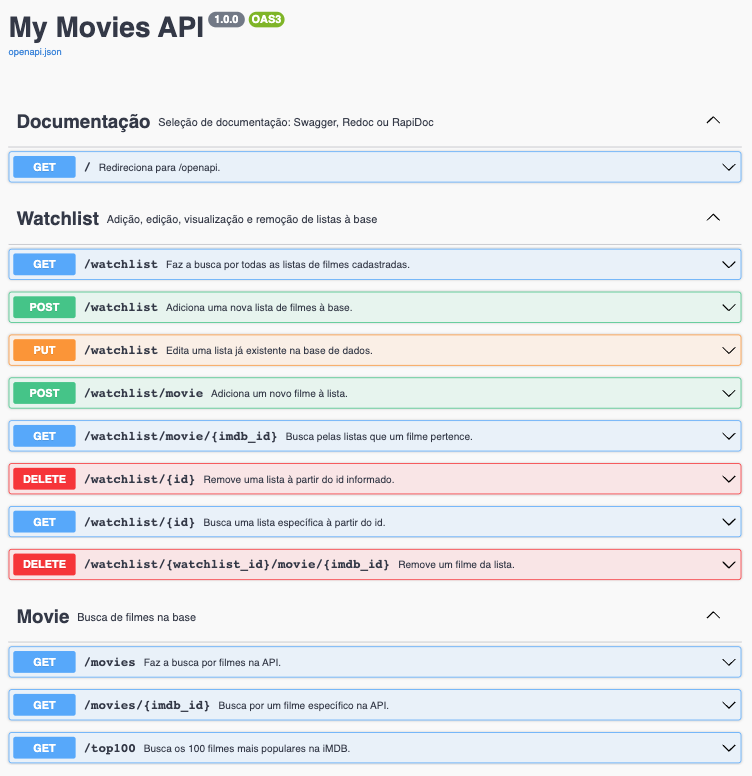 My Movies API 1.0.0 OAS3
openapi.json
Documentação Seleção de documentação: Swagger, Redoc ou RapiDoc
GET / Redireciona para /openapi.
Watchlist Adição, edição, visualização e remoção de listas à base
GET /watchlist Faz a busca por todas as listas de filmes cadastradas.
POST /watchlist Adiciona uma nova lista de filmes à base.
PUT /watchlist Edita uma lista já existente na base de dados.
POST /watchlist/movie Adiciona um novo filme à lista.
GET /watchlist/movie/{imdb_id} Busca pelas listas que um filme pertence.
DELETE /watchlist/{id} Remove uma lista à partir do id informado.
GET /watchlist/{id} Busca uma lista específica à partir do id.
DELETE /watchlist/{watchlist_id}/movie/{imdb_id} Remove um filme da lista.
Movie Busca de filmes na base
GET /movies Faz a busca por filmes na API.
GET /movies/{imdb_id} Busca por um filme específico na API.
GET /top100 Busca os 100 filmes mais populares na iMDB.